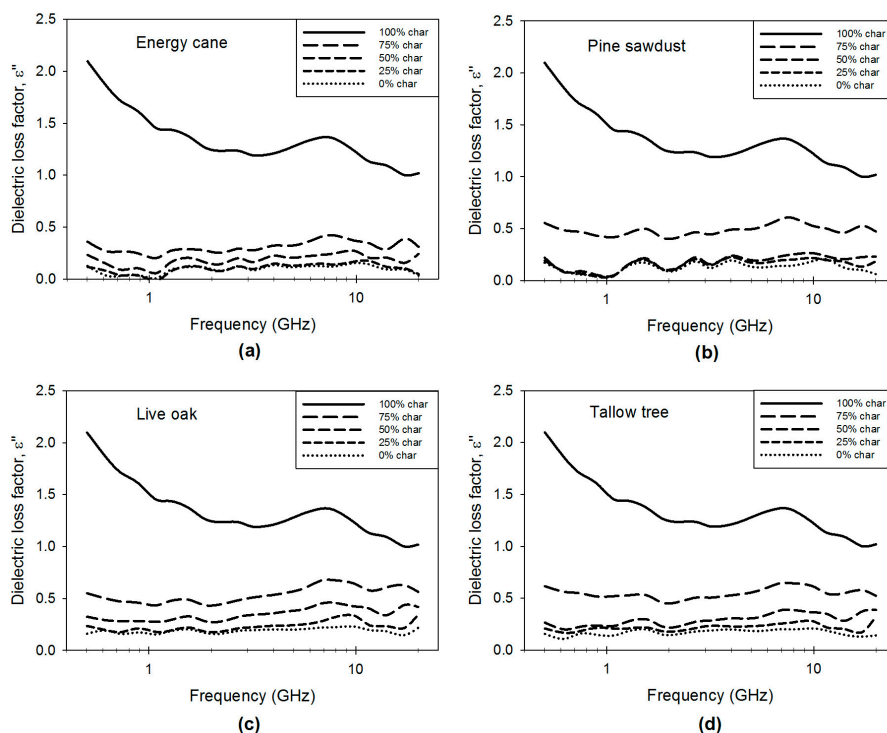 Energy cane
100% char
75% char
50% char
25% char
0% char
Dielectric loss factor, ε"
2.5
2.0
1.5
1.0
0.5
0.0
1
10
Frequency (GHz)
(a)
Pine sawdust
100% char
75% char
50% char
25% char
0% char
Dielectric loss factor, ε"
2.5
2.0
1.5
1.0
0.5
0.0
1
10
Frequency (GHz)
(b)
Live oak
100% char
75% char
50% char
25% char
0% char
Dielectric loss factor, ε"
2.5
2.0
1.5
1.0
0.5
0.0
1
10
Frequency (GHz)
(c)
Tallow tree
100% char
75% char
50% char
25% char
0% char
Dielectric loss factor, ε"
2.5
2.0
1.5
1.0
0.5
0.0
1
10
Frequency (GHz)
(d)